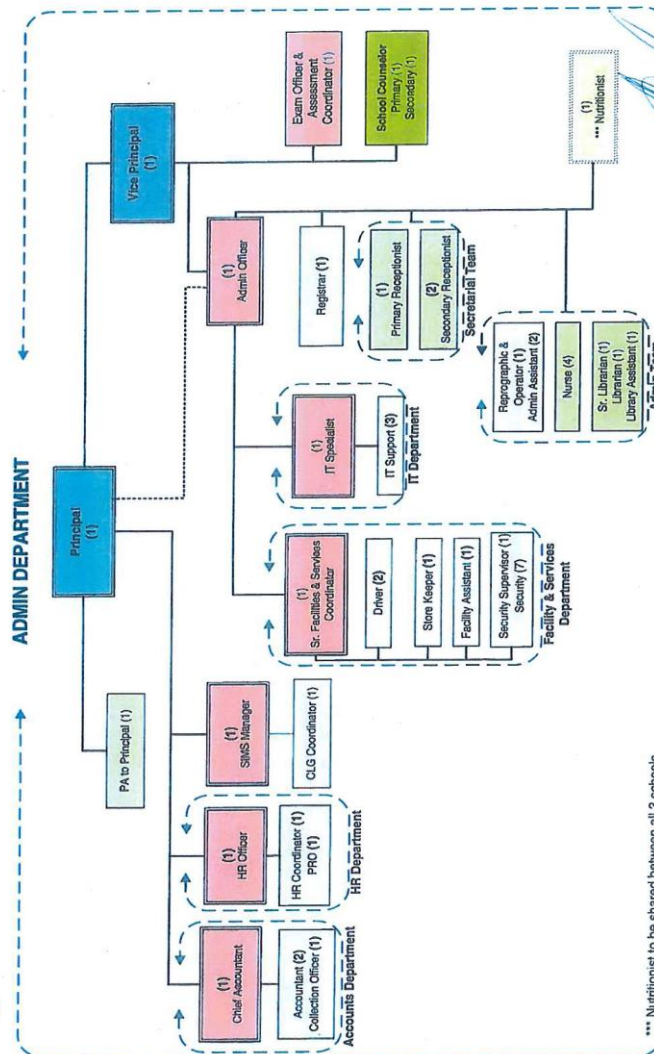 ADMIN DEPARTMENT
Principal
(1)
Vice Principal
(1)
PA to Principal (1)
Exam Officer &
Assessment
Coordinator (1)
School Counselor
Primary (1)
Secondary (1)
(1)
Admin Officer
(1)
Chief Accountant
Accountant (2)
Collection Officer (1)
Accounts Department
(1)
HR Officer
HR Coordinator (1)
PRO (1)
HR Department
(1)
SIMS Manager
CLG Coordinator (1)
(1)
Sr. Facilities & Services
Coordinator
Driver (2)
Store Keeper (1)
Facility Assistant (1)
Security Supervisor (1)
Security (7)
Facility & Services
Department
(1)
IT Specialist
IT Support (3)
IT Department
Registrar (1)
(1)
Primary Receptionist
(2)
Secondary Receptionist
Secretarial Team
Reprographic &
Operator (1)
Admin Assistant (2)
Nurse (4)
Sr. Librarian (1)
Librarian (1)
Library Assistant (1)
(1)
*** Nutritionist
*** Nutritionist to be shared between all 3 schools